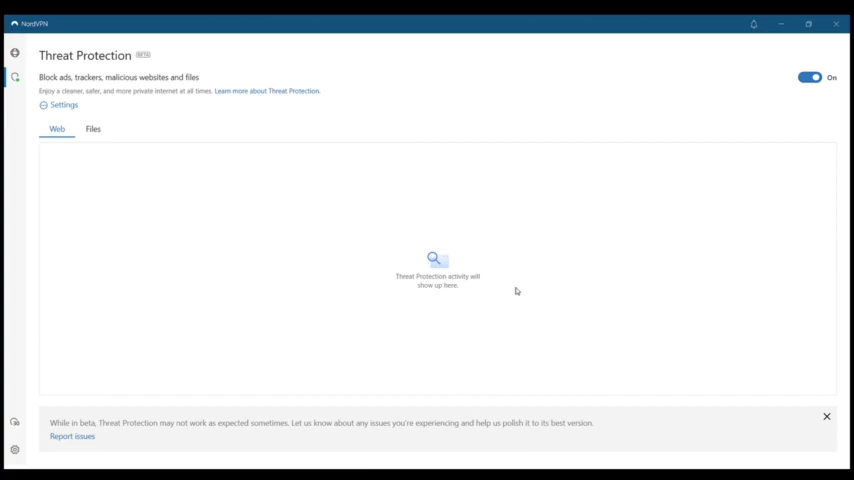 NordVPN
Threat Protection BETA
Block ads, trackers, malicious websites and files
On
Enjoy a cleaner, safer, and more private internet at all times. Learn more about Threat Protection.
Settings
Web Files
Threat Protection activity will
show up here.
While in beta, Threat Protection may not work as expected sometimes. Let us know about any issues you're experiencing and help us polish it to its best version.
Report issues